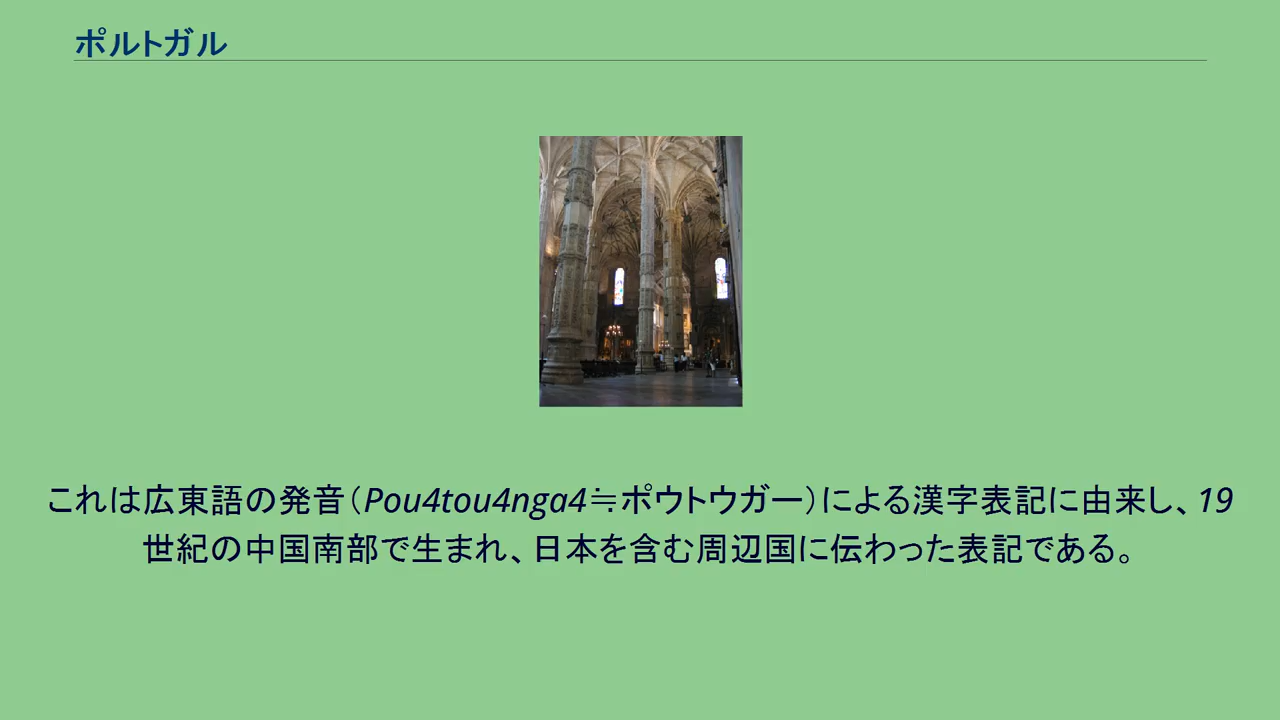 ポルトガル
これは広東語の発音（Pou4tou4nga4≒ポウトウガー）による漢字表記に由来し、19
世紀の中国南部で生まれ、日本を含む周辺国に伝わった表記である。